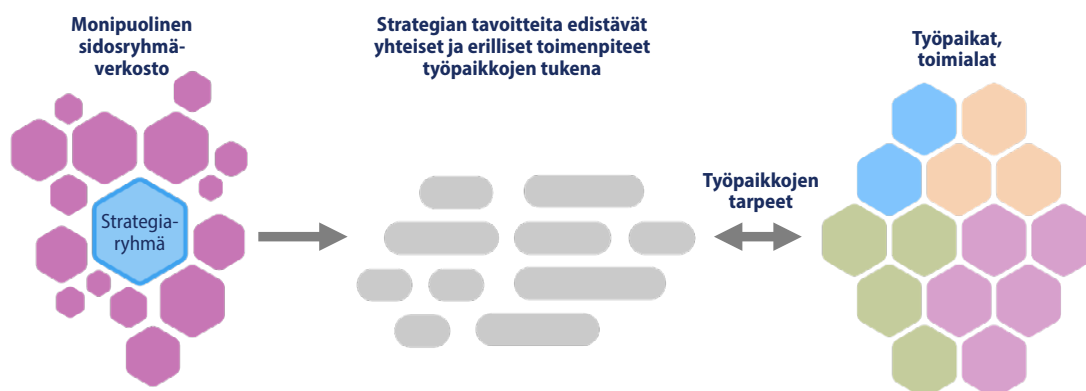 Monipuolinen
sidosryhmä-
verkosto
Strategia-
ryhmä
Strategian tavoitteita edistävät
yhteiset ja erilliset toimenpiteet
työpaikkojen tukena
Työpaikkojen
tarpeet
Työpaikat,
toimialat